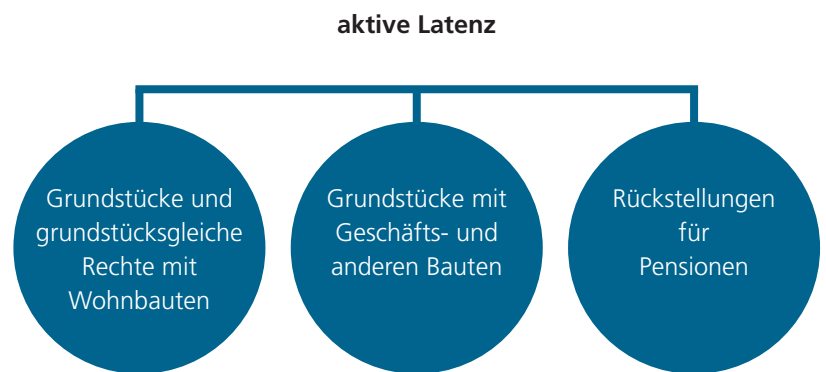 aktive Latenz
Grundstücke und
grundstücksgleiche
Rechte mit
Wohnbauten
Grundstücke mit
Geschäfts- und
anderen Bauten
Rückstellungen
für
Pensionen